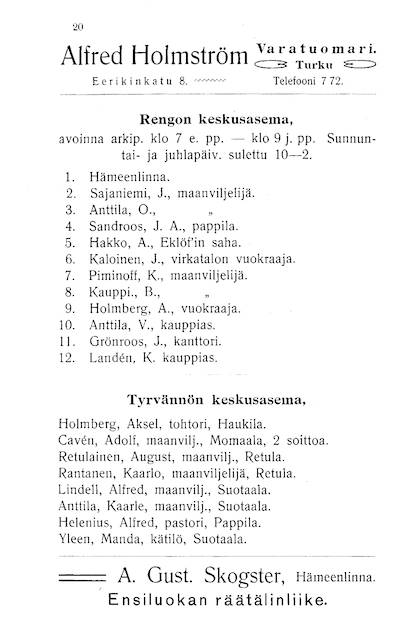 20
Alfred Holmström Varatuomari.
Turku
Eerikinkatu 8. Telefooni 7 72.
Rengon keskusasema,
avoinna arkip. klo 7 e. pp. — klo 9 j. pp. Sunnun-
tai- ja juhlapäiv. sulettu 10—2.
1. Hämeenlinna.
2. Sajaniemi, J., maanviljelijä.
3. Anttila, O., „
4. Sandroos, J. A., pappila.
5. Hakko, A., Eklöf'in saha.
6. Kaloinen, J., virkatalon vuokraaja.
7. Piminoff, K., maanviljelijä.
8. Kauppi., B., „
9. Holmberg, A., vuokraaja.
10. Anttila, V., kauppias.
11. Grönroos, J., kanttori.
12. Landén, K. kauppias.
Tyrvännön keskusasema,
Holmberg, Aksel, tohtori, Haukila.
Cavén, Adolf, maanvilj., Momaala, 2 soittoa.
Retulainen, August, maanvilj., Retula.
Rantanen, Kaarlo, maanviljelijä, Retula.
Lindell, Alfred, maanvilj., Suotaala.
Anttila, Kaarle, maanvilj., Suotaala.
Helenius, Alfred, pastori, Pappila.
Yleen, Manda, kätilö, Suotaala.
A. Gust. Skogster, Hämeenlinna.
Ensiluokan räätälinliike.